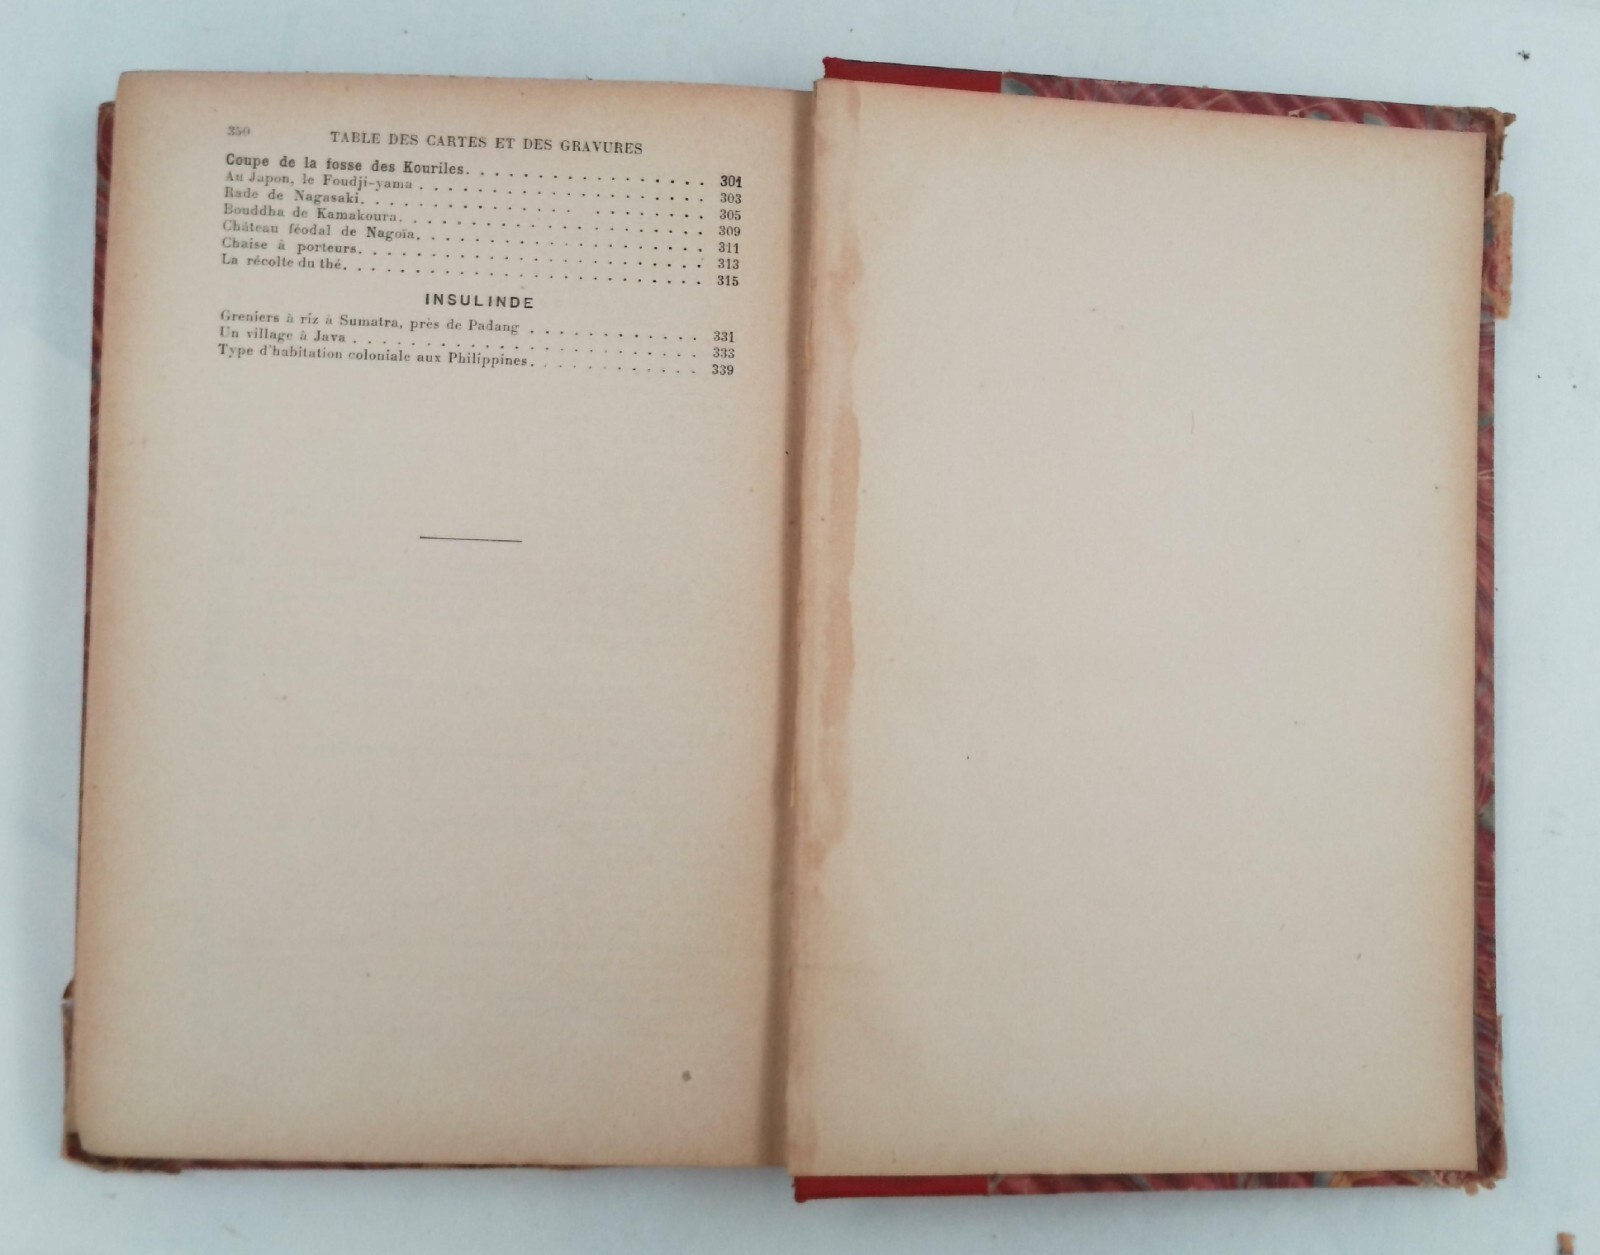 350
TABLE DES CARTES ET DES GRAVURES
Coupe de la fosse des Kouriles. . . . . . . . . . . . . . . . . 301
Au Japon, le Foudji-yama . . . . . . . . . . . . . . . . . . . 303
Rade de Nagasaki. . . . . . . . . . . . . . . . . . . . . . . 305
Bouddha de Kamakoura. . . . . . . . . . . . . . . . . . . . . 309
Château féodal de Nagoïa. . . . . . . . . . . . . . . . . . . 311
Chaise à porteurs. . . . . . . . . . . . . . . . . . . . . . . 313
La récolte du thé. . . . . . . . . . . . . . . . . . . . . . . 315
INSULINDE
Greniers à riz à Sumatra, près de Padang . . . . . . . . . . . . 331
Un village à Java . . . . . . . . . . . . . . . . . . . . . . . 333
Type d'habitation coloniale aux Philippines. . . . . . . . . . . . 339